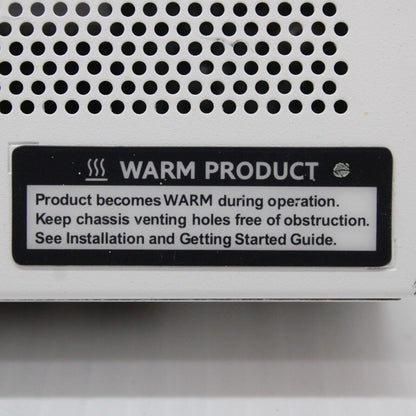 WARM PRODUCT
Product becomes WARM during operation.
Keep chassis venting holes free of obstruction.
See Installation and Getting Started Guide.